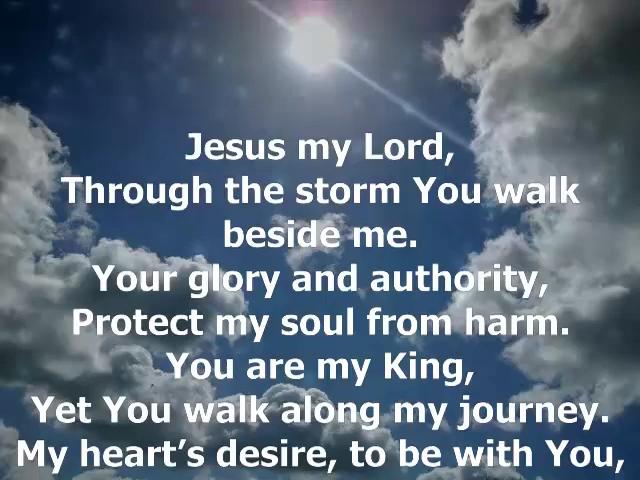 Jesus my Lord,
Through the storm You walk
beside me.
Your glory and authority,
Protect my soul from harm.
You are my King,
Yet You walk along my journey.
My heart’s desire, to be with You,